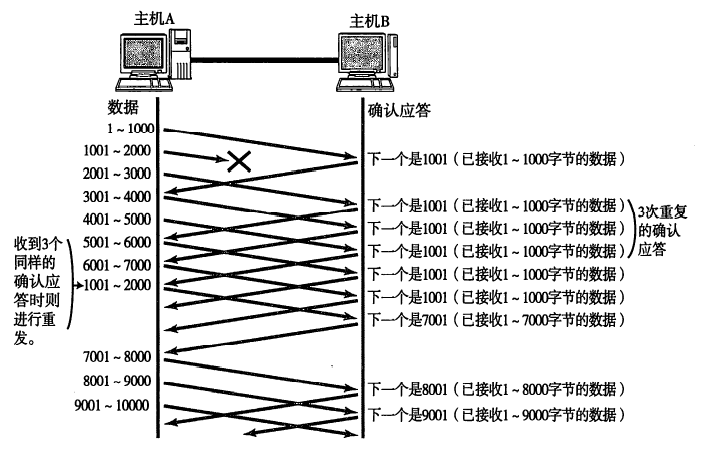 主机A
主机B
数据
确认应答
1~1000
1001~2000
下一个是1001（已接收1~1000字节的数据）
2001~3000
3001~4000
下一个是1001（已接收1~1000字节的数据）
4001~5000
下一个是1001（已接收1~1000字节的数据）
5001~6000
下一个是1001（已接收1~1000字节的数据）
3次重复
的确认
应答
收到3个
同样的
确认应
答时则
进行重
发。
6001~7000
下一个是1001（已接收1~1000字节的数据）
1001~2000
下一个是1001（已接收1~1000字节的数据）
下一个是7001（已接收1~7000字节的数据）
7001~8000
8001~9000
下一个是8001（已接收1~8000字节的数据）
9001~10000
下一个是9001（已接收1~9000字节的数据）